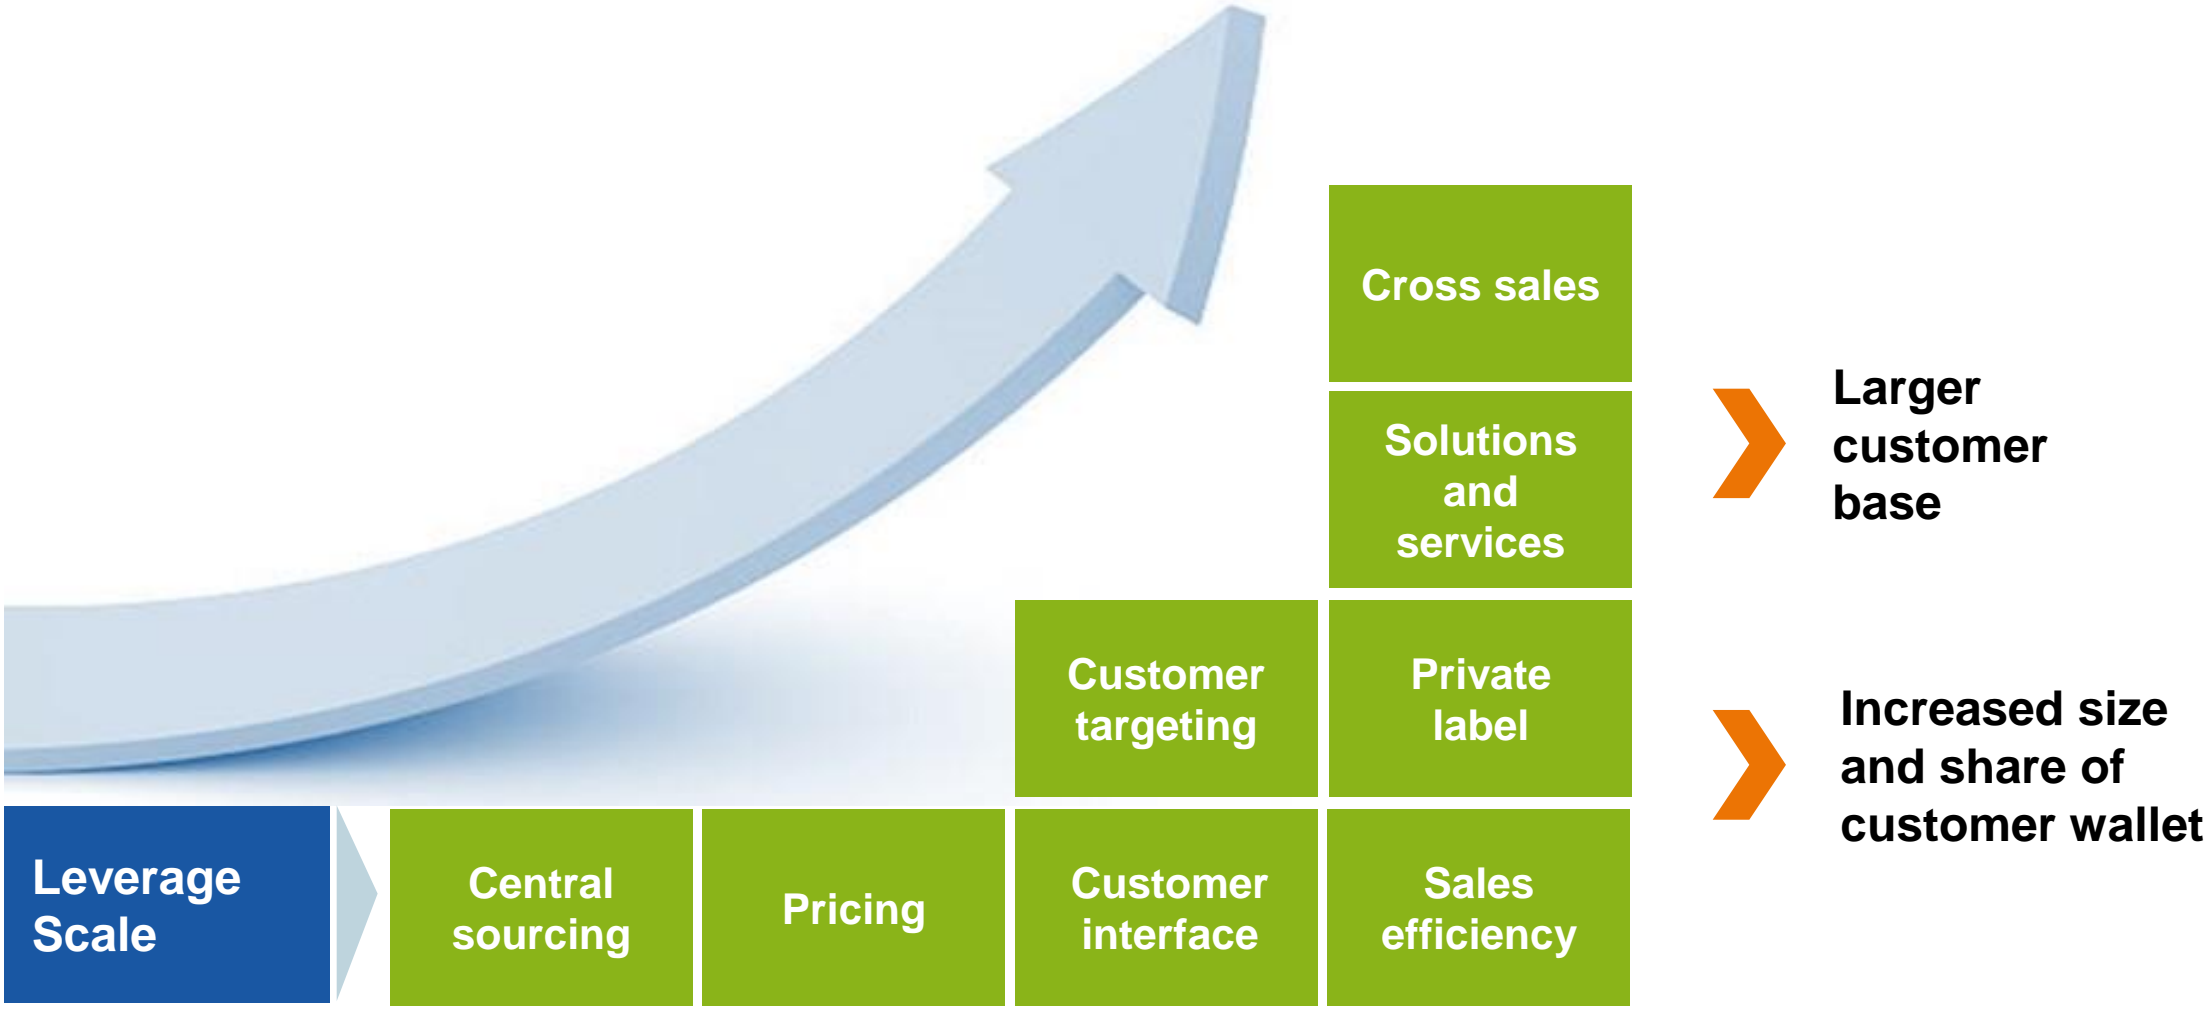 Cross sales
Solutions
and
services
Larger
customer
base
Customer
targeting
Private
label
Increased size
and share of
customer wallet
Leverage
Scale
Central
sourcing
Pricing
Customer
interface
Sales
efficiency